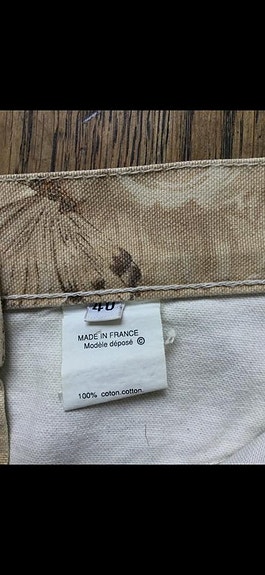 40
MADE IN FRANCE
Modèle déposé ©
100% coton.cotton.